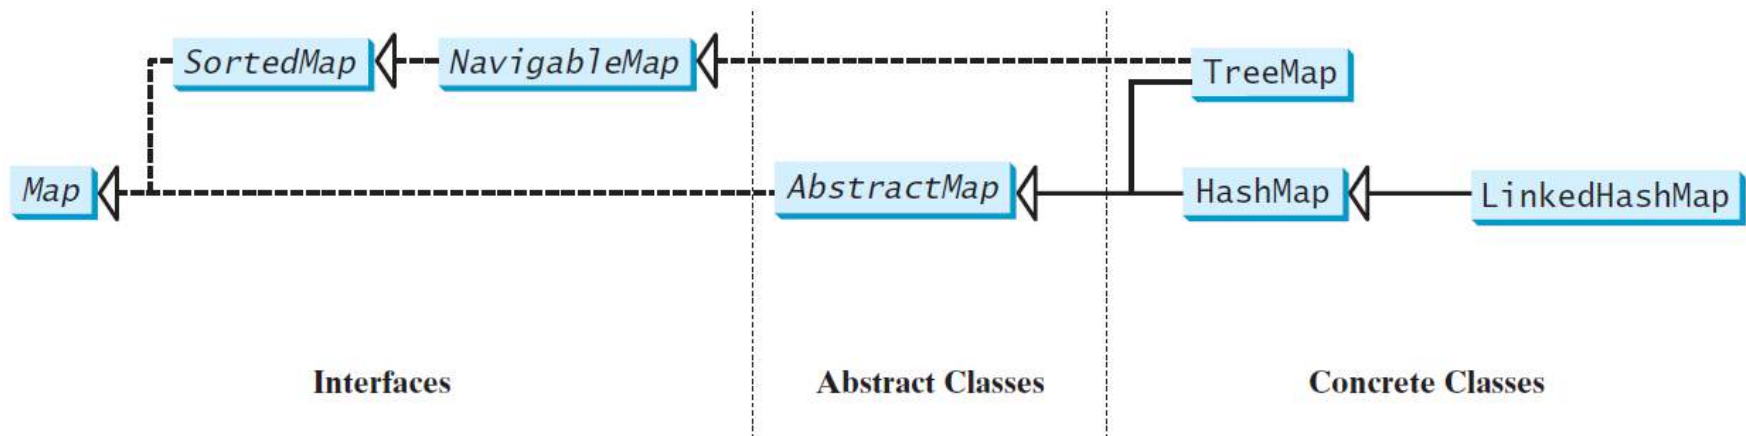 SortedMap
NavigableMap
TreeMap
Map
AbstractMap
HashMap
LinkedHashMap
Interfaces
Abstract Classes
Concrete Classes